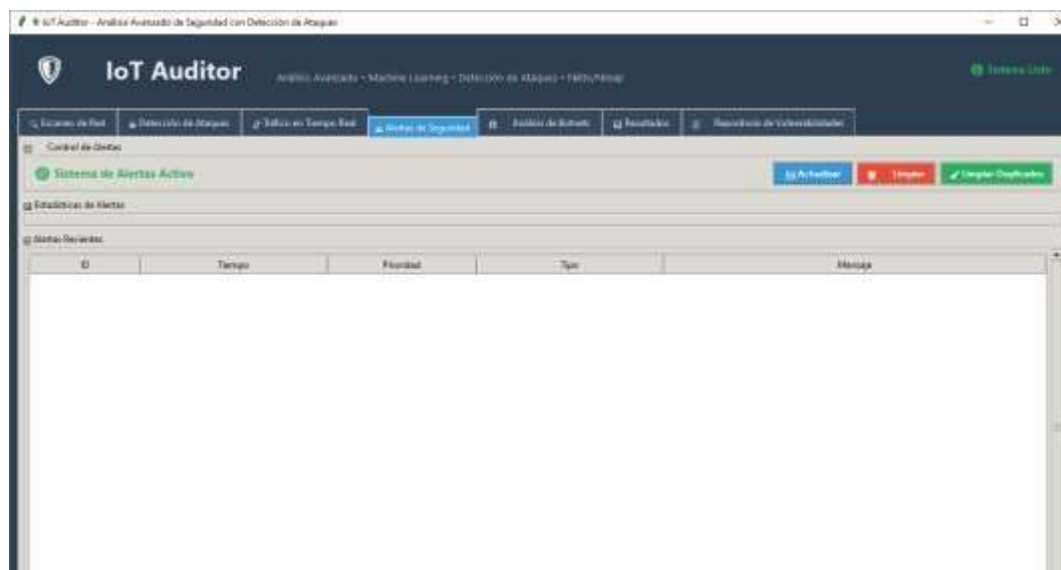 IoT Auditor - Análisis Avanzado de Seguridad con Detección de Ataques
IoT Auditor
Análisis Avanzado • Machine Learning • Detección de Ataques •
Sistema Listo
Escaneo de Red
Detección de Ataques
Tráfico en Tiempo Real
Alertas de Seguridad
Análisis de Botnets
Resultados
Repositorio de Vulnerabilidades
Control de Alertas
Sistema de Alertas Activo
Actualizar
Limpiar
Limpiar Duplicados
Estadísticas de Alertas
Alertas Recientes
ID
Tiempo
Prioridad
Tipo
Mensaje